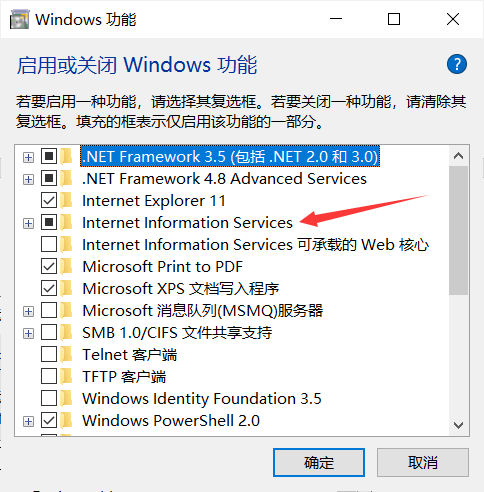 Windows 功能
启用或关闭 Windows 功能
?
若要启用一种功能，请选择其复选框。若要关闭一种功能，请清除其
复选框。填充的框表示仅启用该功能的一部分。
.NET Framework 3.5 (包括 .NET 2.0 和 3.0)
.NET Framework 4.8 Advanced Services
Internet Explorer 11
Internet Information Services
Internet Information Services 可承载的 Web 核心
Microsoft Print to PDF
Microsoft XPS 文档写入程序
Microsoft 消息队列(MSMQ)服务器
SMB 1.0/CIFS 文件共享支持
Telnet 客户端
TFTP 客户端
Windows Identity Foundation 3.5
Windows PowerShell 2.0
确定
取消